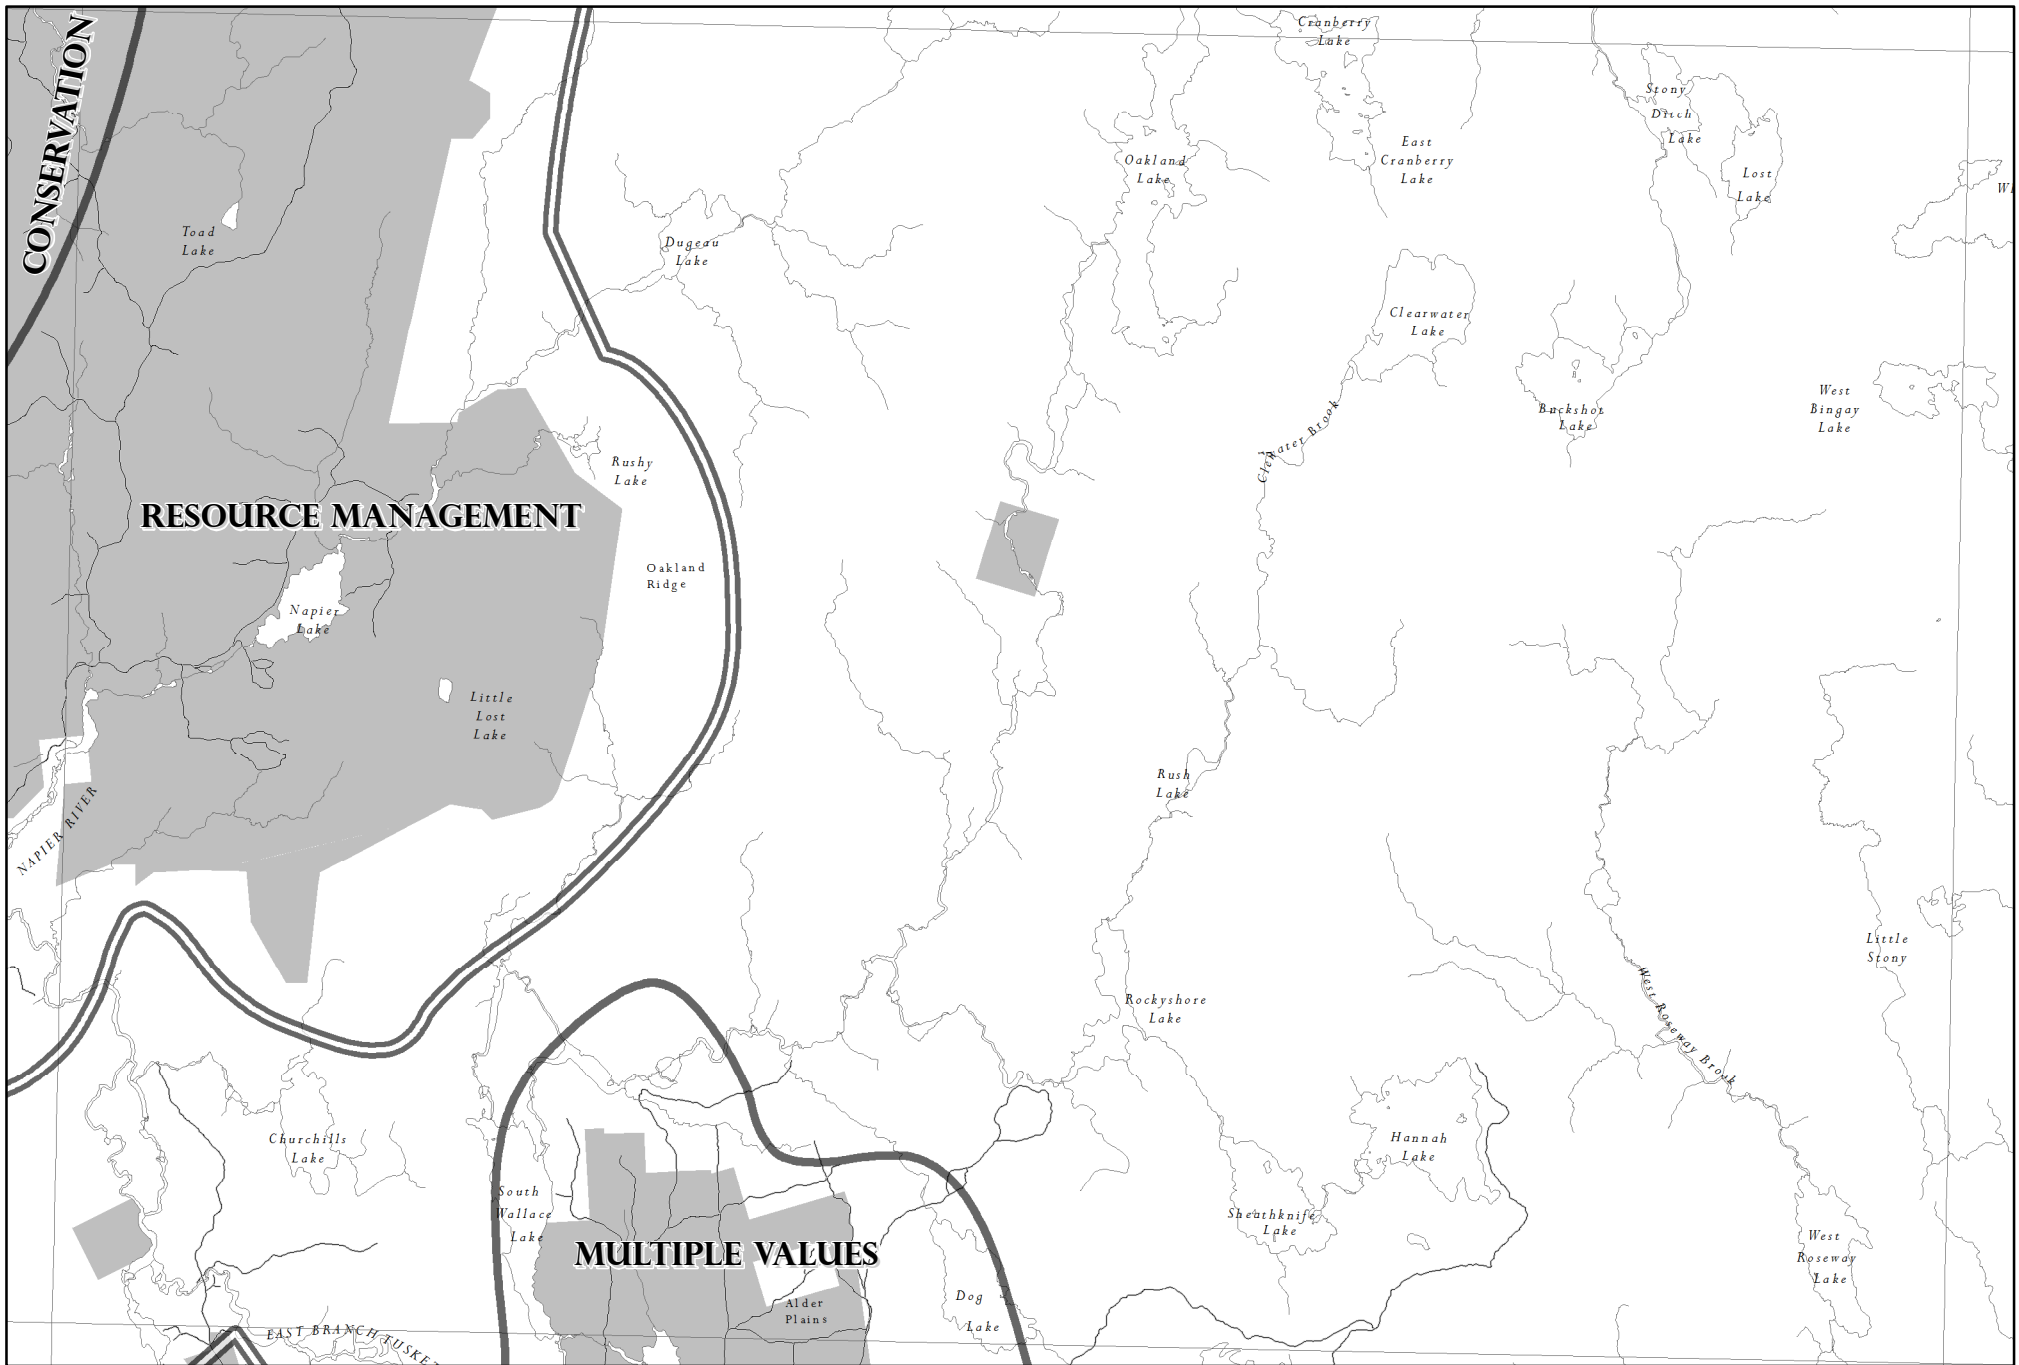 CONSERVATION
Cranberry
Lake
Stony
Ditch
Lake
East
Cranberry
Lake
Oakland
Lake
Lost
Lake
Toad
Lake
Dugeau
Lake
Clearwater
Lake
West
Bingay
Lake
Buckshot
Lake
Rushy
Lake
RESOURCE MANAGEMENT
Oakland
Ridge
Napier
Lake
Little
Lost
Lake
Rush
Lake
NAPIER RIVER
Little
Stony
Rockyshore
Lake
West Roseway Brook
Churchills
Lake
Hannah
Lake
South
Wallace
Lake
Sheathknife
Lake
West
Roseway
Lake
MULTIPLE VALUES
Alder
Plains
Dog
Lake
EAST BRANCH